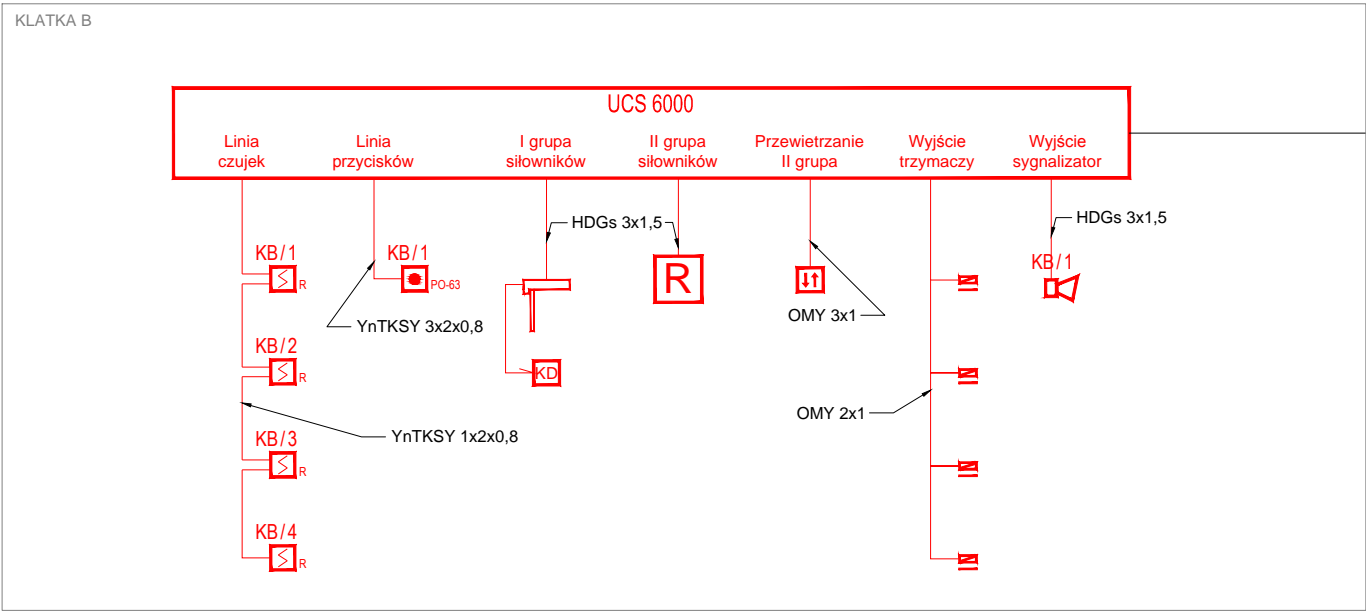 KLATKA B
UCS 6000
Linia
czujek
Linia
przycisków
I grupa
siłowników
II grupa
siłowników
Przewietrzanie
II grupa
Wyjście
trzymaczy
Wyjście
sygnalizator
HDGs 3x1,5
HDGs 3x1,5
KB/1
R
KB/1
PO-63
R
KB/1
YnTKSY 3x2x0,8
OMY 3x1
KB/2
R
KD
OMY 2x1
YnTKSY 1x2x0,8
KB/3
R
KB/4
R